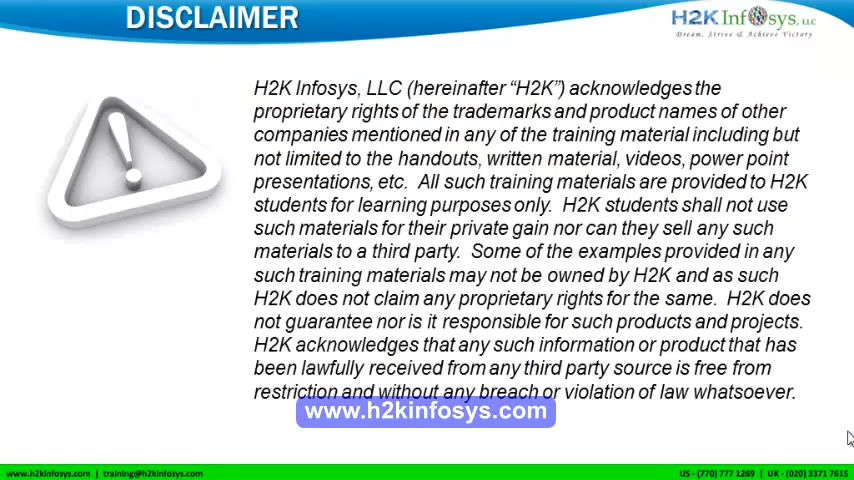 DISCLAIMER
H2K INFOSYS, LLC
Dream, Strive & Achieve Victory
H2K Infosys, LLC (hereinafter “H2K”) acknowledges the
proprietary rights of the trademarks and product names of other
companies mentioned in any of the training material including but
not limited to the handouts, written material, videos, power point
presentations, etc.  All such training materials are provided to H2K
students for learning purposes only.  H2K students shall not use
such materials for their private gain nor can they sell any such
materials to a third party.  Some of the examples provided in any
such training materials may not be owned by H2K and as such
H2K does not claim any proprietary rights for the same.  H2K does
not guarantee nor is it responsible for such products and projects.
H2K acknowledges that any such information or product that has
been lawfully received from any third party source is free from
restriction and without any breach or violation of law whatsoever.
www.h2kinfosys.com
www.h2kinfosys.com | training@h2kinfosys.com
US - (770) 777 1269 | UK - (020) 3371 7615